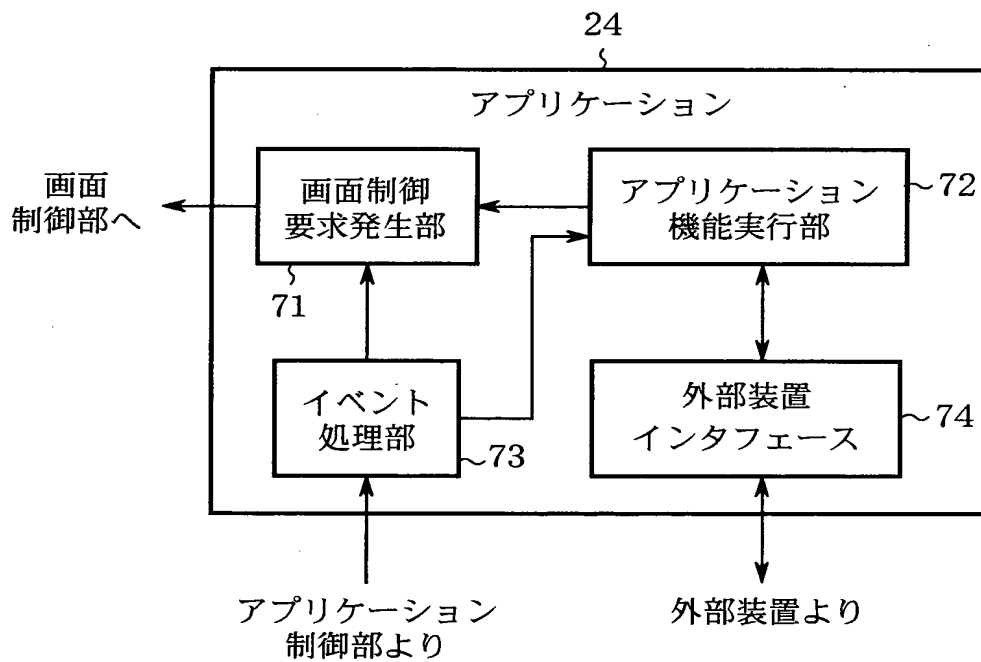 24
アプリケーション
画面
制御部へ
画面制御
要求発生部
71
アプリケーション
機能実行部
72
イベント
処理部
73
外部装置
インタフェース
74
アプリケーション
制御部より
外部装置より